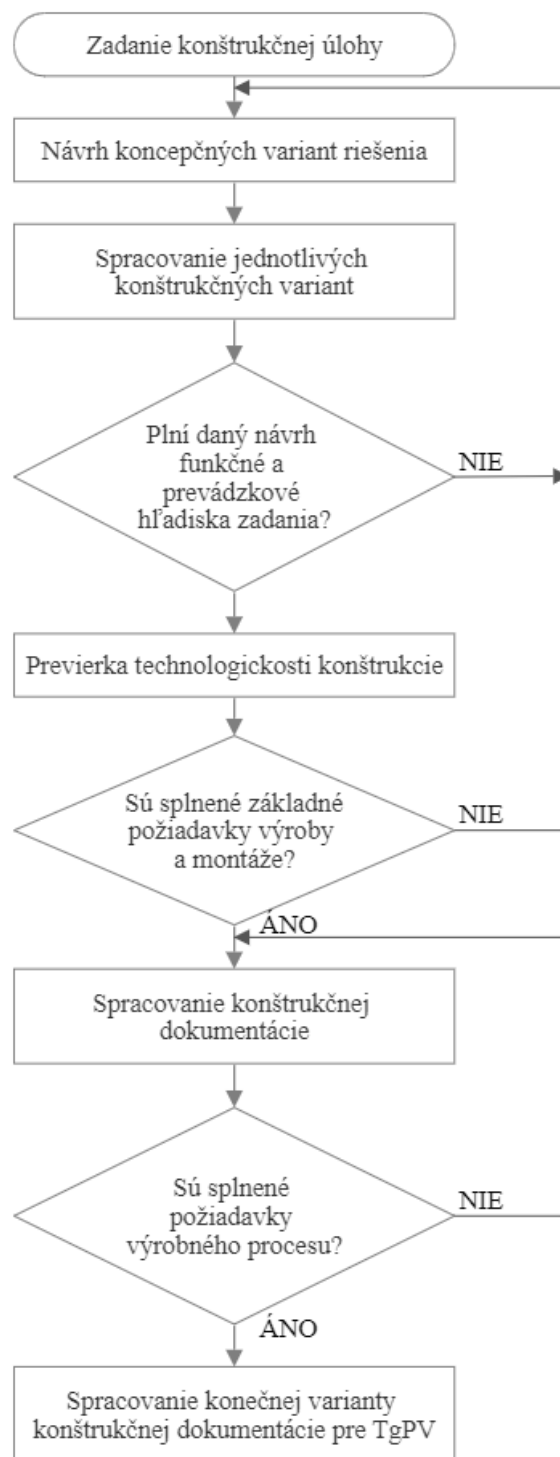 Zadanie konštrukčnej úlohy
Návrh koncepčných variant riešenia
Spracovanie jednotlivých
konštrukčných variant
Plní daný návrh
funkčné a
prevádzkové
hľadiska zadania?
NIE
Previerka technologickosti konštrukcie
Sú splnené základné
požiadavky výroby
a montáže?
NIE
ÁNO
Spracovanie konštrukčnej
dokumentácie
Sú splnené
požiadavky
výrobného procesu?
NIE
ÁNO
Spracovanie konečnej varianty
konštrukčnej dokumentácie pre TgPV